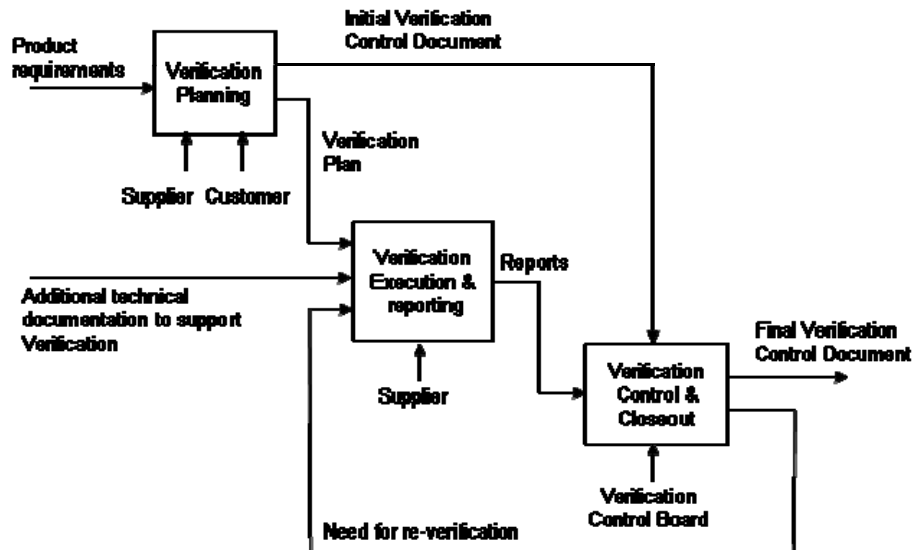 Initial Verification
Control Document
Product
requirements
Verification
Planning
Verification
Plan
Supplier Customer
Verification
Execution &
reporting
Reports
Additional technical
documentation to support
Verification
Supplier
Final Verification
Control Document
Verification
Control &
Closeout
Verification
Control Board
Need for re-verification